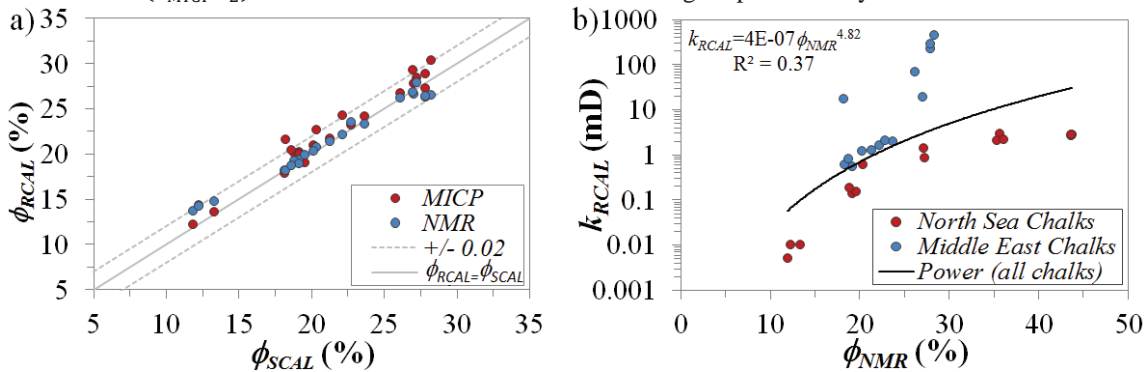 a)
35
30
25
20
15
10
5
ϕRCAL (%)
MICP
NMR
+/- 0.02
ϕRCAL=ϕSCAL
5 10 15 20 25 30 35
ϕSCAL (%)
b)
1000
100
10
1
0.1
0.01
0.001
kRCAL (mD)
kRCAL=4E-07ϕNMR^4.82
R² = 0.37
North Sea Chalks
Middle East Chalks
Power (all chalks)
0 10 20 30 40 50
ϕNMR (%)